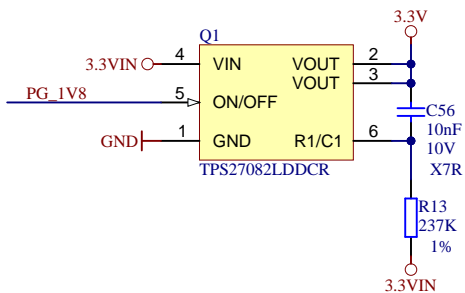 3.3V
Q1
3.3VIN 4 VIN VOUT 2
VOUT 3
PG_1V8 5 ON/OFF
C56
10nF
10V
X7R
GND 1 GND R1/C1 6
TPS27082LDDCR
R13
237K
1%
3.3VIN